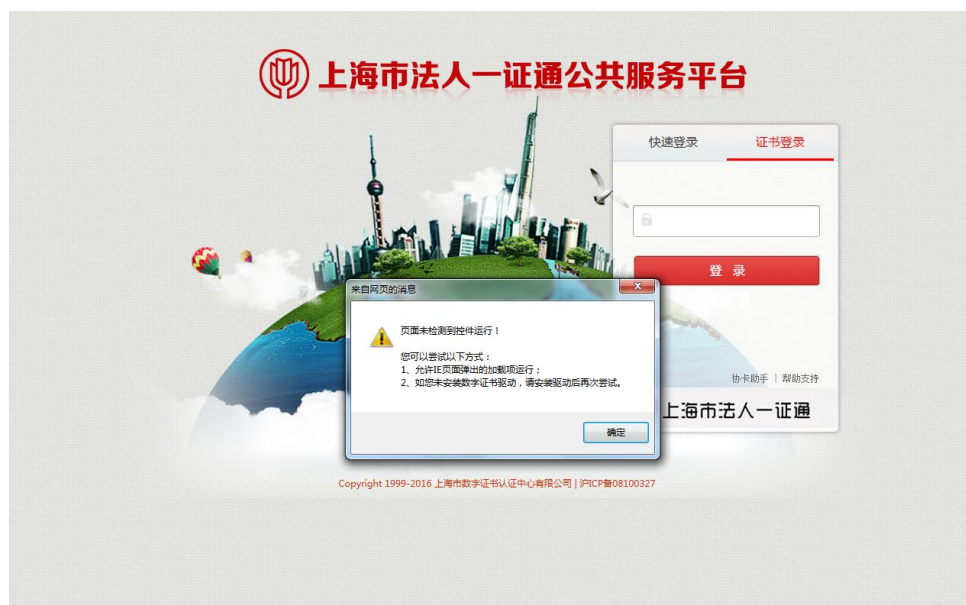 上海市法人一证通公共服务平台
快速登录 证书登录
登 录
来自网页的消息
页面未检测到控件运行！
您可以尝试以下方式：
1、允许IE页面弹出的加载项运行；
2、如您未安装数字证书驱动，请安装驱动后再次尝试。
确定
协卡助手 | 帮助支持
上海市法人一证通
Copyright 1999-2016 上海市数字证书认证中心有限公司 | 沪ICP备08100327